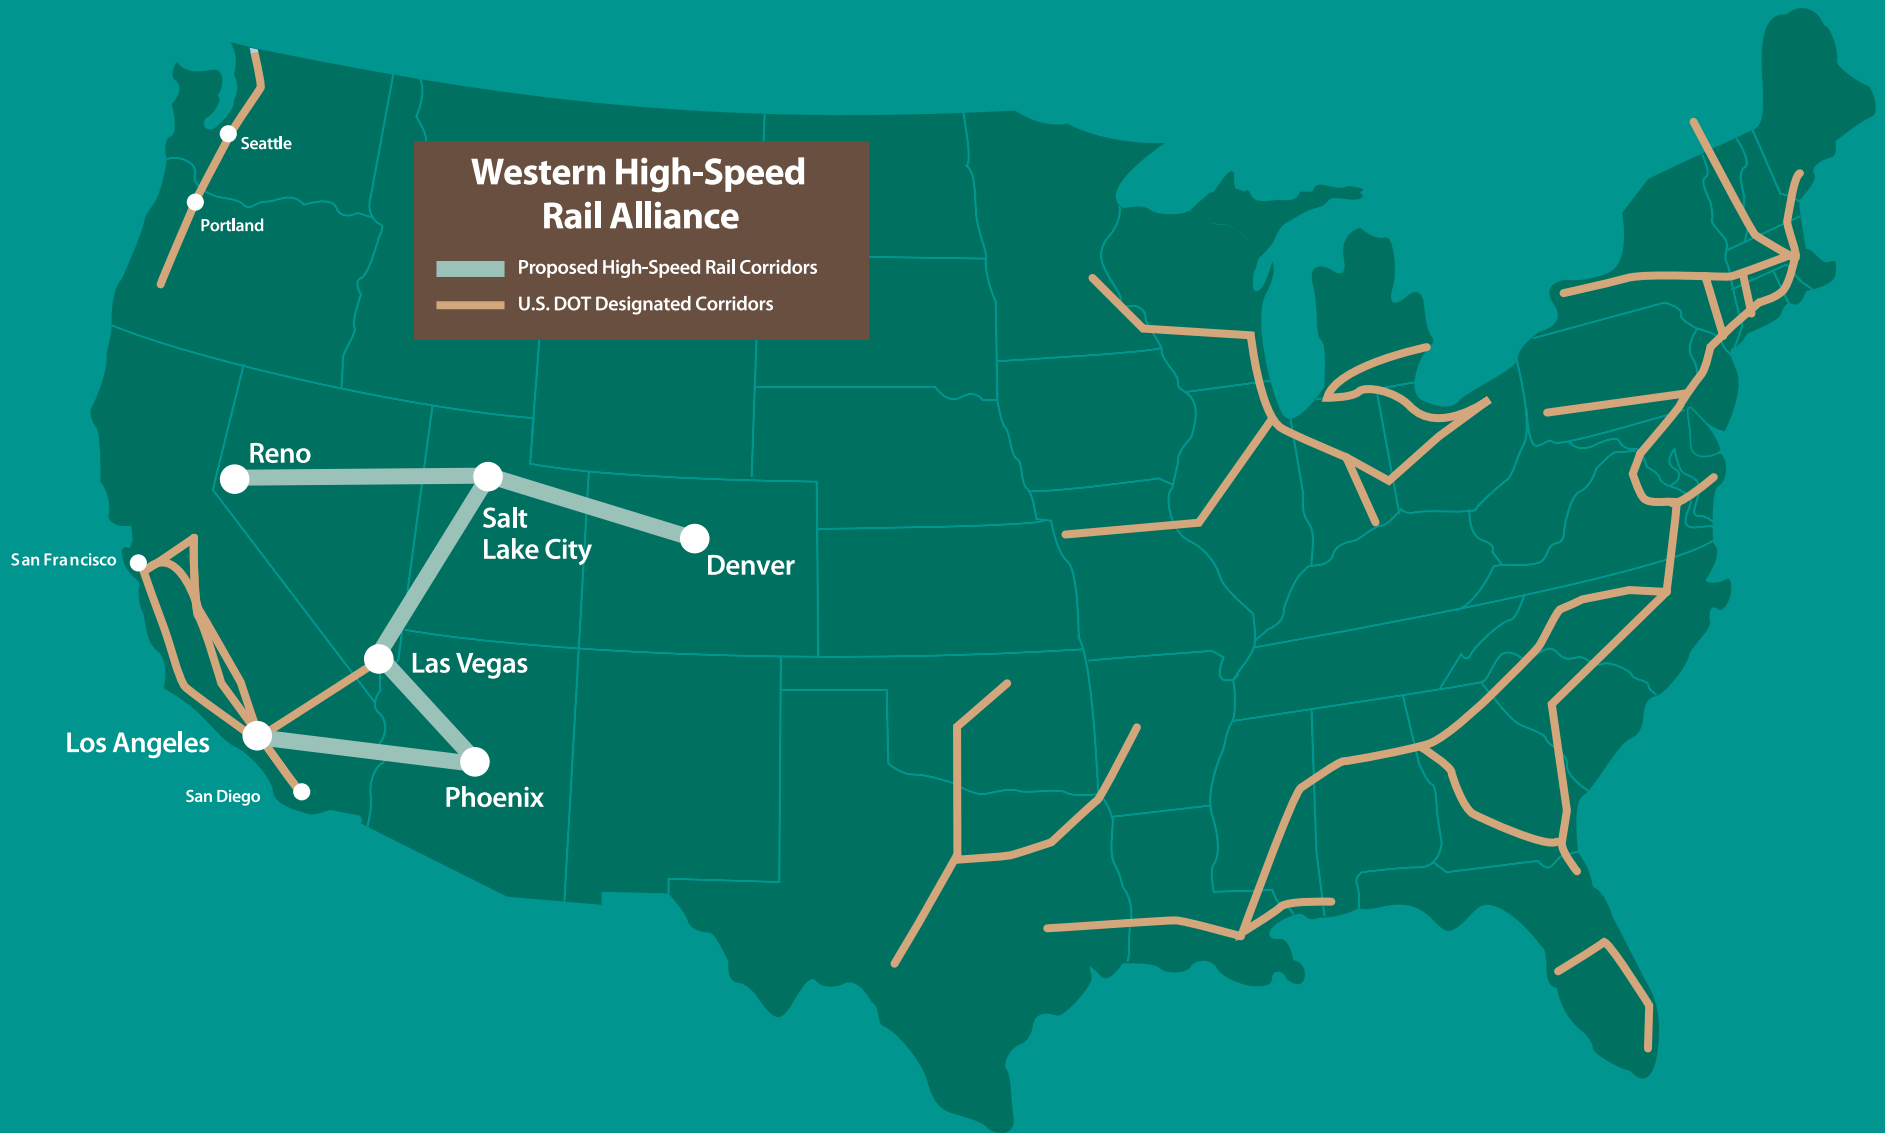 Western High-Speed
Rail Alliance
Proposed High-Speed Rail Corridors
U.S. DOT Designated Corridors
Seattle
Portland
Reno
Salt
Lake City
Denver
San Francisco
Las Vegas
Los Angeles
San Diego
Phoenix